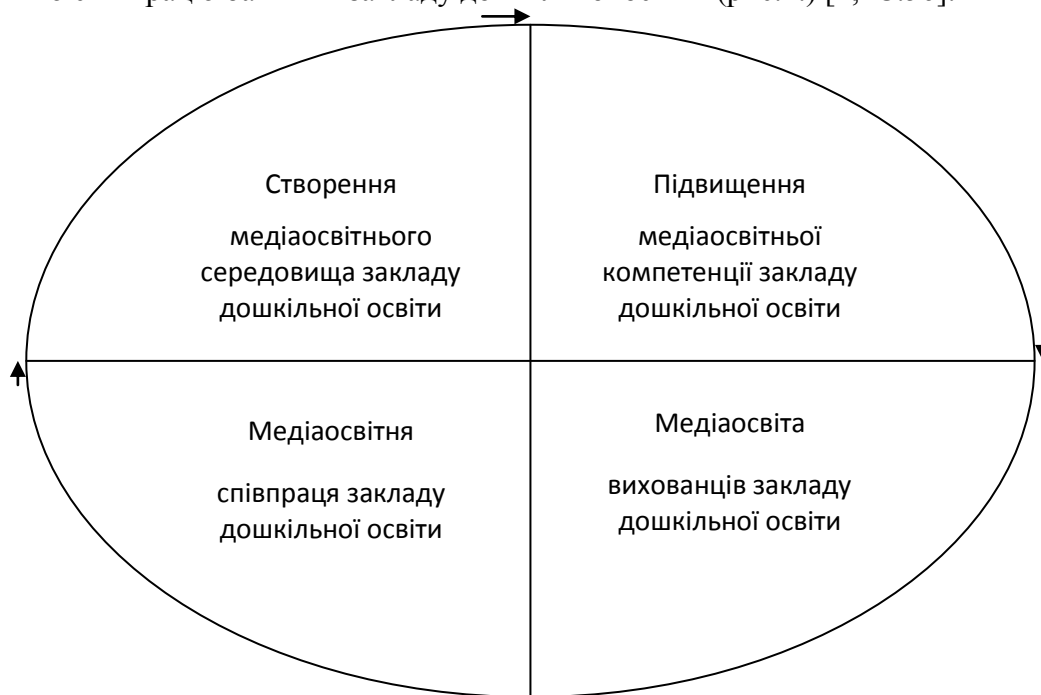 Створення
медіаосвітнього
середовища закладу
дошкільної освіти
Підвищення
медіаосвітньої
компетенції закладу
дошкільної освіти
Медіаосвітня
співпраця закладу
дошкільної освіти
Медіаосвіта
вихованців закладу
дошкільної освіти